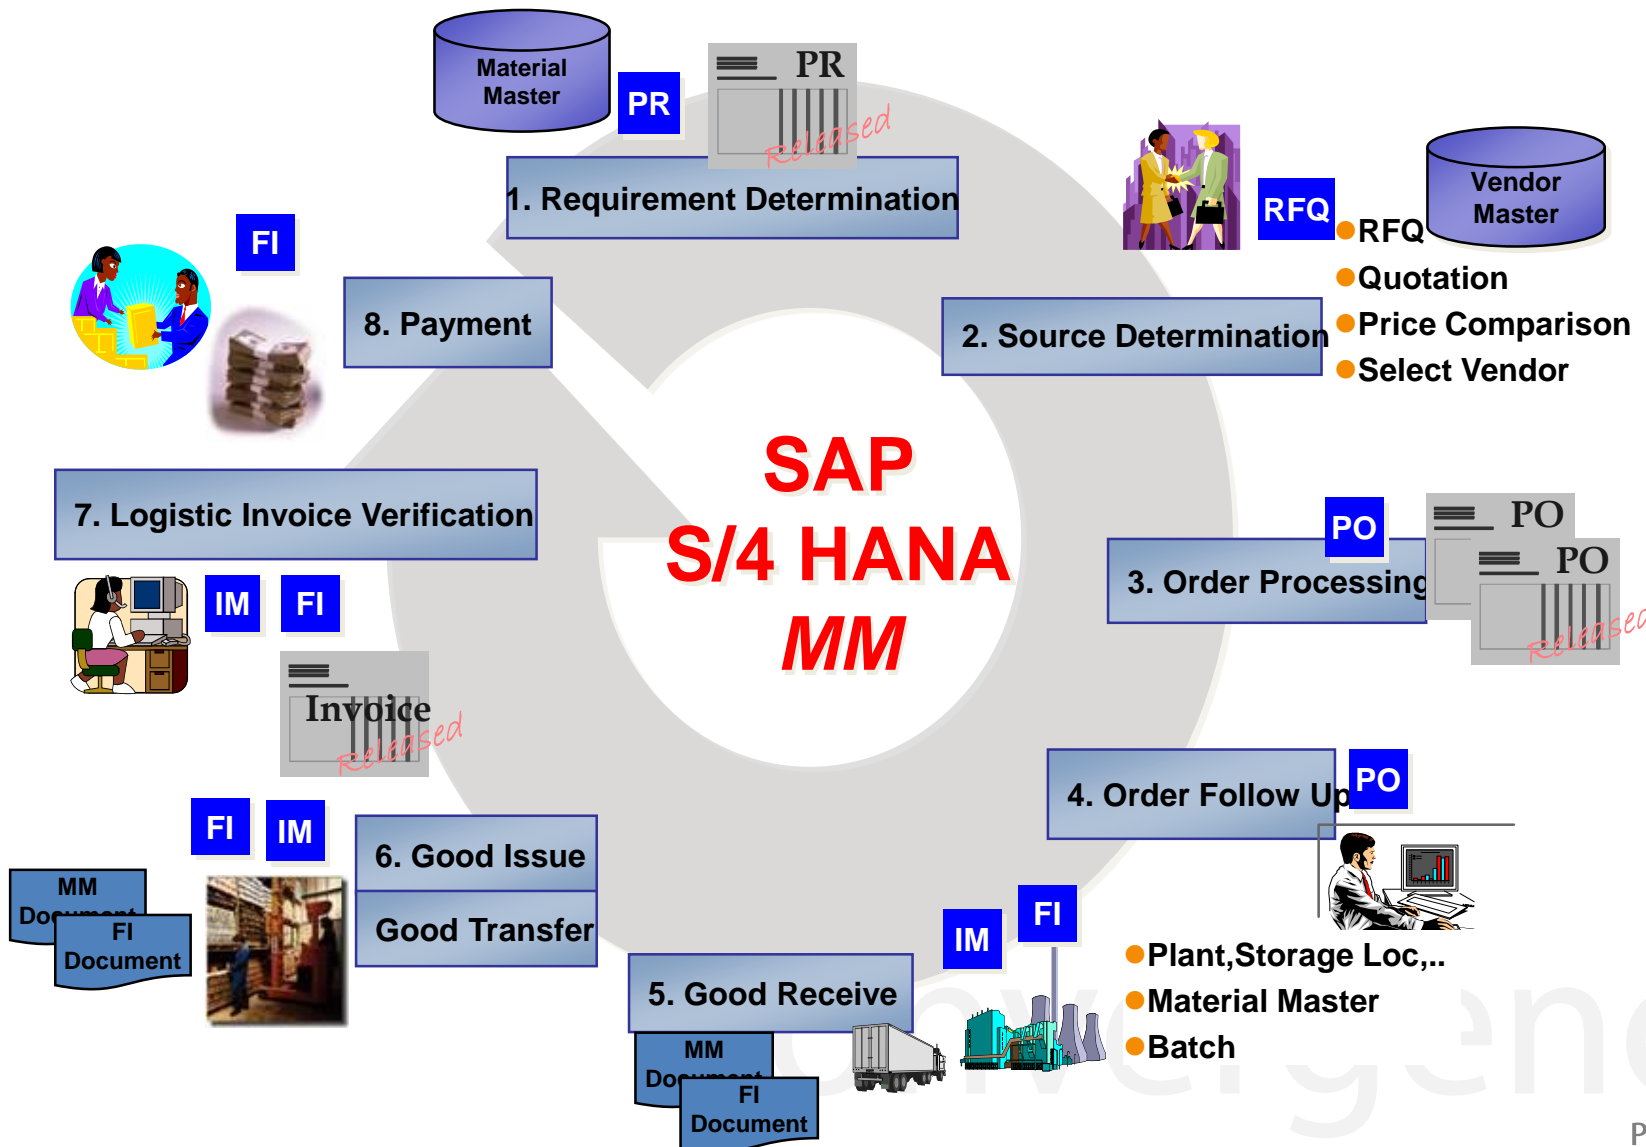 Material
Master
PR
PR
Released
1. Requirement Determination
RFQ
Vendor
Master
RFQ
Quotation
Price Comparison
Select Vendor
2. Source Determination
FI
8. Payment
SAP
S/4 HANA
MM
PO
PO
PO
Released
3. Order Processing
7. Logistic Invoice Verification
IM
FI
Invoice
Released
4. Order Follow Up
PO
FI
IM
6. Good Issue
Good Transfer
MM
Document
FI
Document
IM
FI
Plant,Storage Loc,..
Material Master
Batch
5. Good Receive
MM
Document
FI
Document